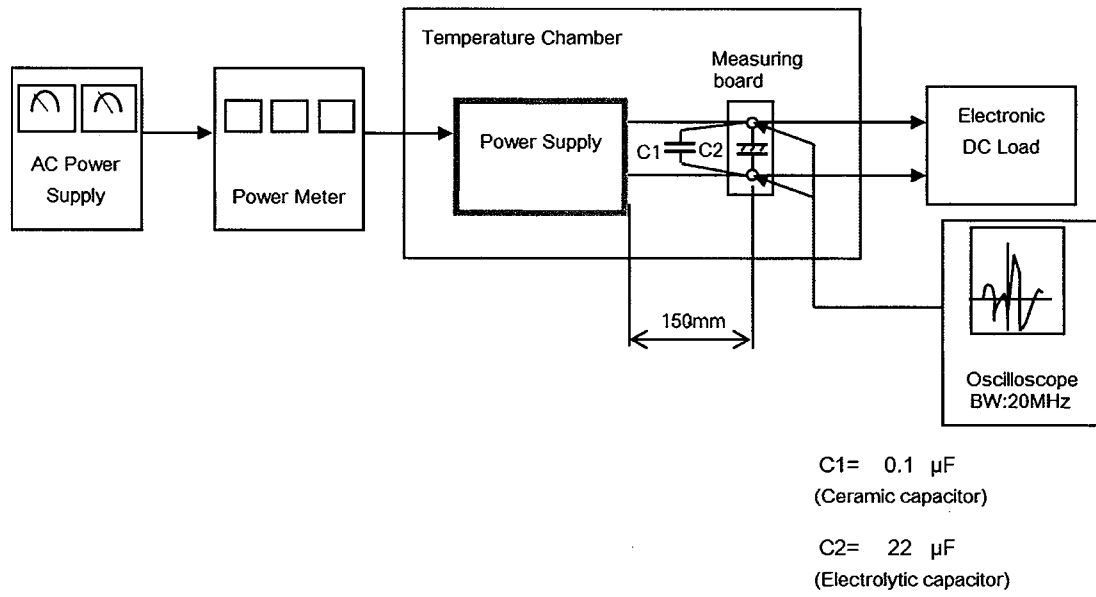 Temperature Chamber
Measuring
board
AC Power
Supply
Power Meter
Power Supply
C1
C2
Electronic
DC Load
150mm
Oscilloscope
BW:20MHz
C1= 0.1 µF
(Ceramic capacitor)
C2= 22 µF
(Electrolytic capacitor)